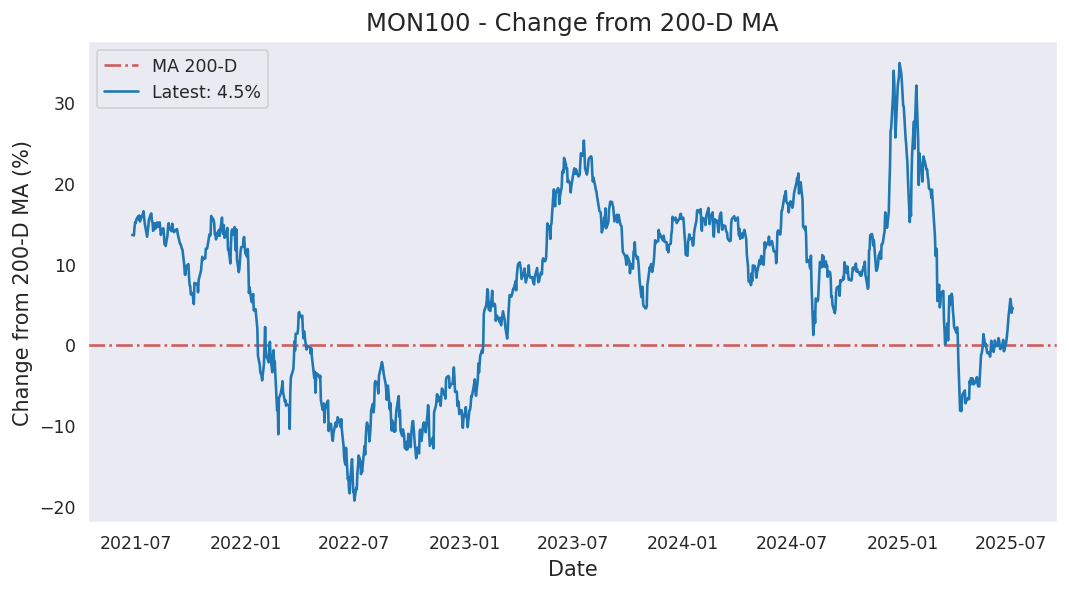 MON100 - Change from 200-D MA
MA 200-D
Latest: 4.5%
Change from 200-D MA (%)
30
20
10
0
−10
−20
2021-07 2022-01 2022-07 2023-01 2023-07 2024-01 2024-07 2025-01 2025-07
Date